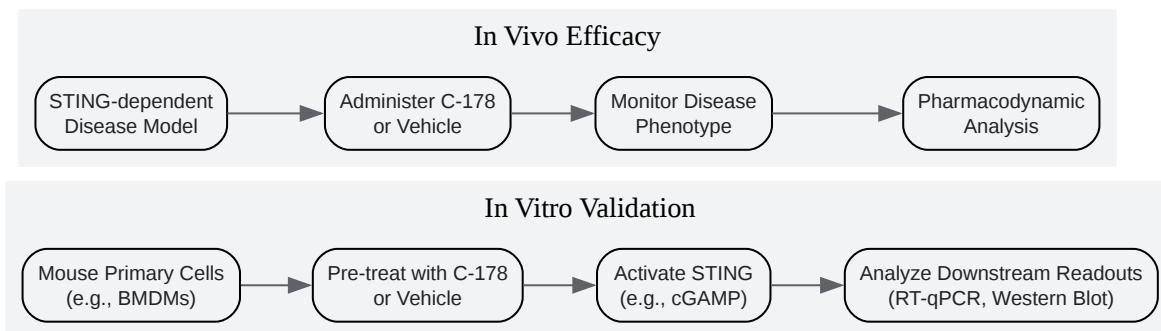 In Vivo Efficacy
STING-dependent
Disease Model
Administer C-178
or Vehicle
Monitor Disease
Phenotype
Pharmacodynamic
Analysis
In Vitro Validation
Mouse Primary Cells
(e.g., BMDMs)
Pre-treat with C-178
or Vehicle
Activate STING
(e.g., cGAMP)
Analyze Downstream Readouts
(RT-qPCR, Western Blot)